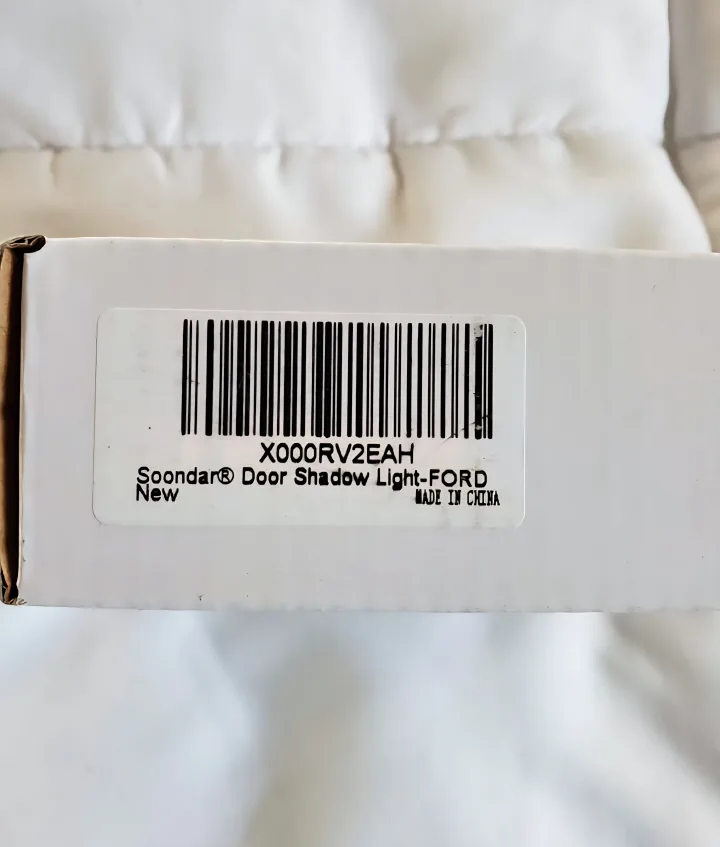 X000RV2EAH
Soondar® Door Shadow Light-FORD
New
MADE IN CHINA